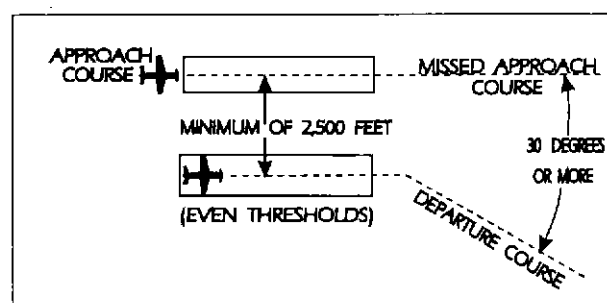 APPROACH
COURSE
MISSED APPROACH
COURSE
MINIMUM OF 2,500 FEET
30 DEGREES
OR MORE
(EVEN THRESHOLDS)
DEPARTURE COURSE